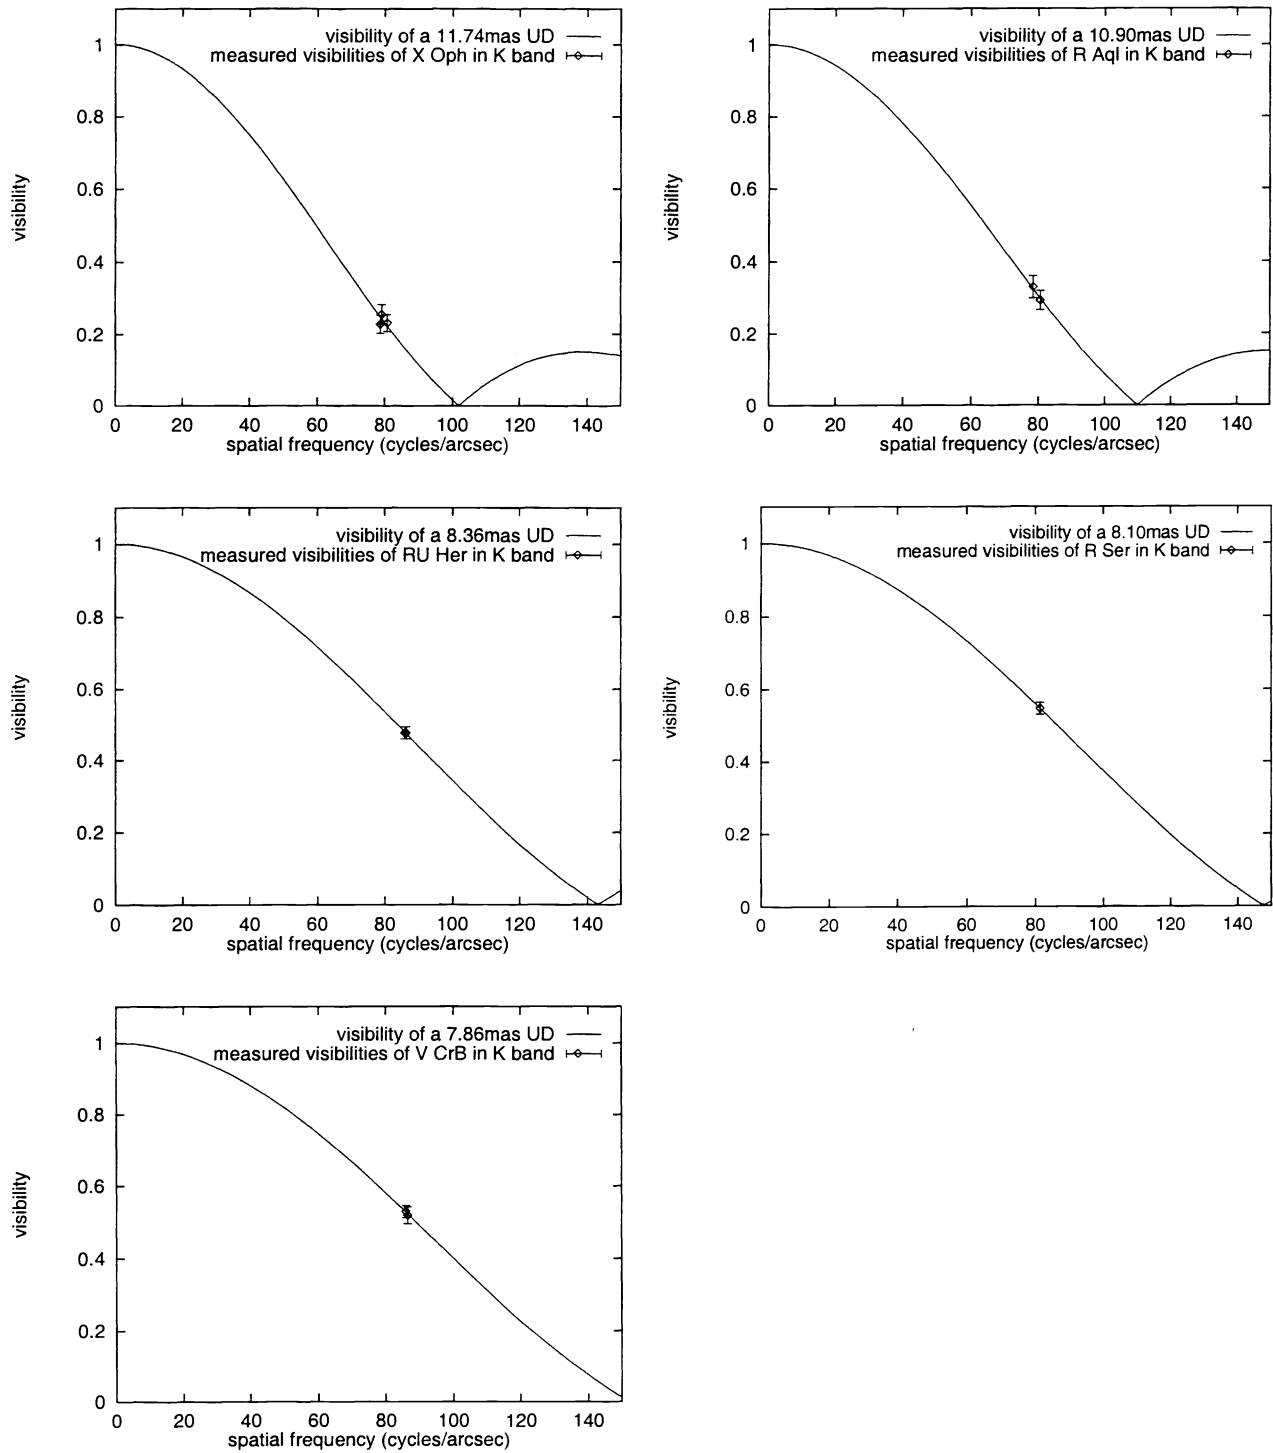 visibility of a 11.74mas UD
measured visibilities of X Oph in K band
1
0.8
0.6
0.4
0.2
0
visibility
0 20 40 60 80 100 120 140
spatial frequency (cycles/arcsec)
visibility of a 10.90mas UD
measured visibilities of R Aql in K band
1
0.8
0.6
0.4
0.2
0
visibility
0 20 40 60 80 100 120 140
spatial frequency (cycles/arcsec)
visibility of a 8.36mas UD
measured visibilities of RU Her in K band
1
0.8
0.6
0.4
0.2
0
visibility
0 20 40 60 80 100 120 140
spatial frequency (cycles/arcsec)
visibility of a 8.10mas UD
measured visibilities of R Ser in K band
1
0.8
0.6
0.4
0.2
0
visibility
0 20 40 60 80 100 120 140
spatial frequency (cycles/arcsec)
visibility of a 7.86mas UD
measured visibilities of V CrB in K band
1
0.8
0.6
0.4
0.2
0
visibility
0 20 40 60 80 100 120 140
spatial frequency (cycles/arcsec)